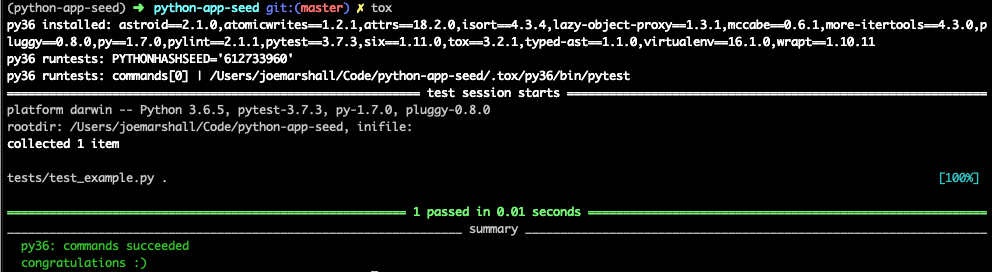 (python-app-seed) ➜ python-app-seed git:(master) ✗ tox
py36 installed: astroid==2.1.0,atomicwrites==1.2.1,attrs==18.2.0,isort==4.3.4,lazy-object-proxy==1.3.1,mccabe==0.6.1,more-itertools==4.3.0,p
luggy==0.8.0,py==1.7.0,pylint==2.1.1,pytest==3.7.3,six==1.11.0,tox==3.2.1,typed-ast==1.1.0,virtualenv==16.1.0,wrapt==1.10.11
py36 runtests: PYTHONHASHSEED='612733960'
py36 runtests: commands[0] | /Users/joemarshall/Code/python-app-seed/.tox/py36/bin/pytest
test session starts
platform darwin -- Python 3.6.5, pytest-3.7.3, py-1.7.0, pluggy-0.8.0
rootdir: /Users/joemarshall/Code/python-app-seed, inifile:
collected 1 item
tests/test_example.py . [100%]
1 passed in 0.01 seconds
summary
py36: commands succeeded
congratulations :)